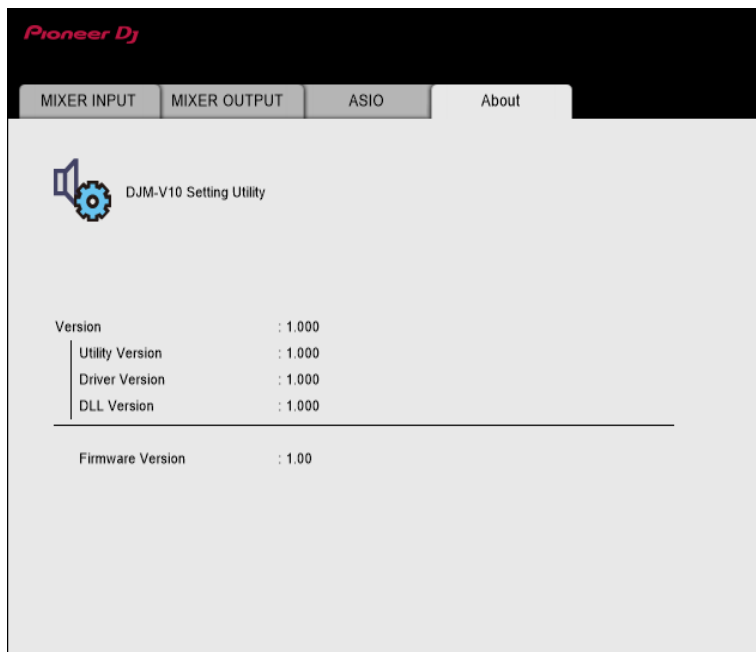 Pioneer Dj
MIXER INPUT MIXER OUTPUT ASIO About
DJM-V10 Setting Utility
Version : 1.000
Utility Version : 1.000
Driver Version : 1.000
DLL Version : 1.000
Firmware Version : 1.00